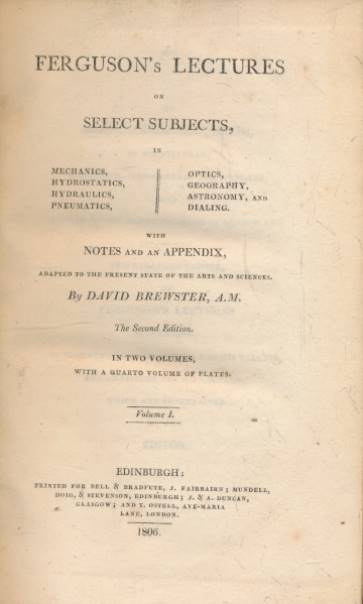 FERGUSON's LECTURES
ON
SELECT SUBJECTS,
IN
MECHANICS,
HYDROSTATICS,
HYDRAULICS,
PNEUMATICS,
OPTICS,
GEOGRAPHY,
ASTRONOMY, AND
DIALING.
WITH
NOTES AND AN APPENDIX,
ADAPTED TO THE PRESENT STATE OF THE ARTS AND SCIENCES.
By DAVID BREWSTER, A.M.
The Second Edition.
IN TWO VOLUMES,
WITH A QUARTO VOLUME OF PLATES.
Volume I.
EDINBURGH:
PRINTED FOR BELL & BRADFUTE, J. FAIRBAIRN; MUNDELL,
DOIG, & STEVENSON, EDINBURGH; J. & A. DUNCAN,
GLASGOW; AND T. OSTELL, AVE-MARIA
LANE, LONDON.
1806.